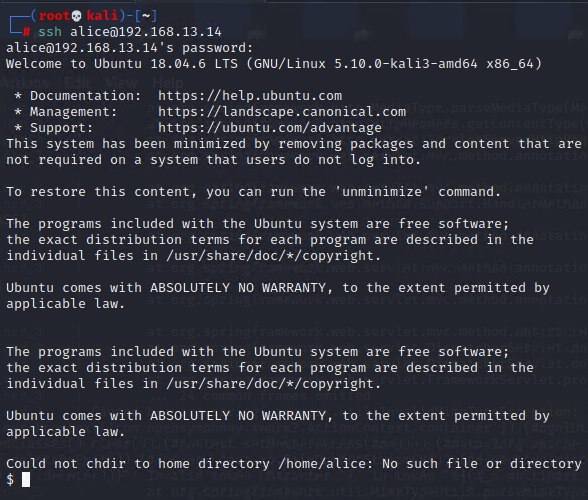 (root💀kali)-[~]
# ssh alice@192.168.13.14
alice@192.168.13.14's password:
Welcome to Ubuntu 18.04.6 LTS (GNU/Linux 5.10.0-kali3-amd64 x86_64)
* Documentation:  https://help.ubuntu.com
* Management:     https://landscape.canonical.com
* Support:        https://ubuntu.com/advantage
This system has been minimized by removing packages and content that are
not required on a system that users do not log into.
To restore this content, you can run the 'unminimize' command.
The programs included with the Ubuntu system are free software;
the exact distribution terms for each program are described in the
individual files in /usr/share/doc/*/copyright.
Ubuntu comes with ABSOLUTELY NO WARRANTY, to the extent permitted by
applicable law.
The programs included with the Ubuntu system are free software;
the exact distribution terms for each program are described in the
individual files in /usr/share/doc/*/copyright.
Ubuntu comes with ABSOLUTELY NO WARRANTY, to the extent permitted by
applicable law.
Could not chdir to home directory /home/alice: No such file or directory
$